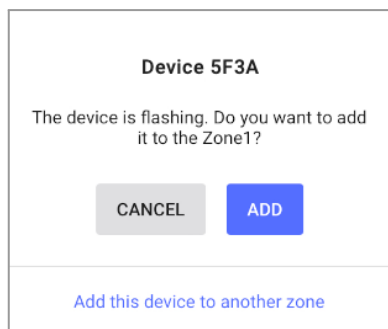 Device 5F3A
The device is flashing. Do you want to add
it to the Zone1?
CANCEL
ADD
Add this device to another zone